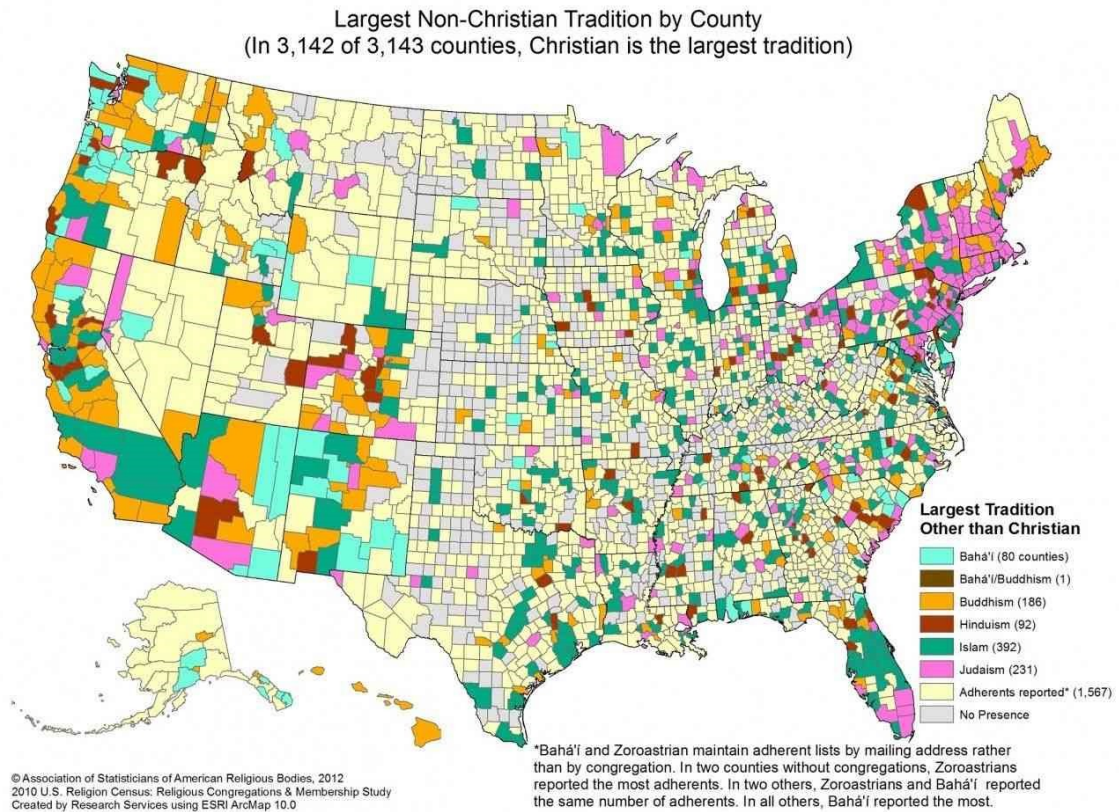 Largest Non-Christian Tradition by County
(In 3,142 of 3,143 counties, Christian is the largest tradition)
Largest Tradition
Other than Christian
Bahá'í (80 counties)
Bahá'í/Buddhism (1)
Buddhism (186)
Hinduism (92)
Islam (392)
Judaism (231)
Adherents reported* (1,567)
No Presence
*Bahá'í and Zoroastrian maintain adherent lists by mailing address rather
than by congregation. In two counties without congregations, Zoroastrians
reported the most adherents. In two others, Zoroastrians and Bahá'í reported
the same number of adherents. In all others, Bahá'í reported the most.
© Association of Statisticians of American Religious Bodies, 2012
2010 U.S. Religion Census: Religious Congregations & Membership Study
Created by Research Services using ESRI ArcMap 10.0